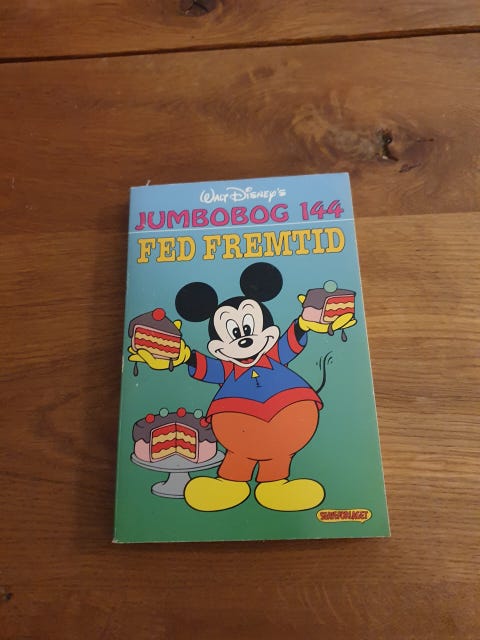 Walt Disney's
JUMBOBOG 144
FED FREMTID
SERIEFORLAGET